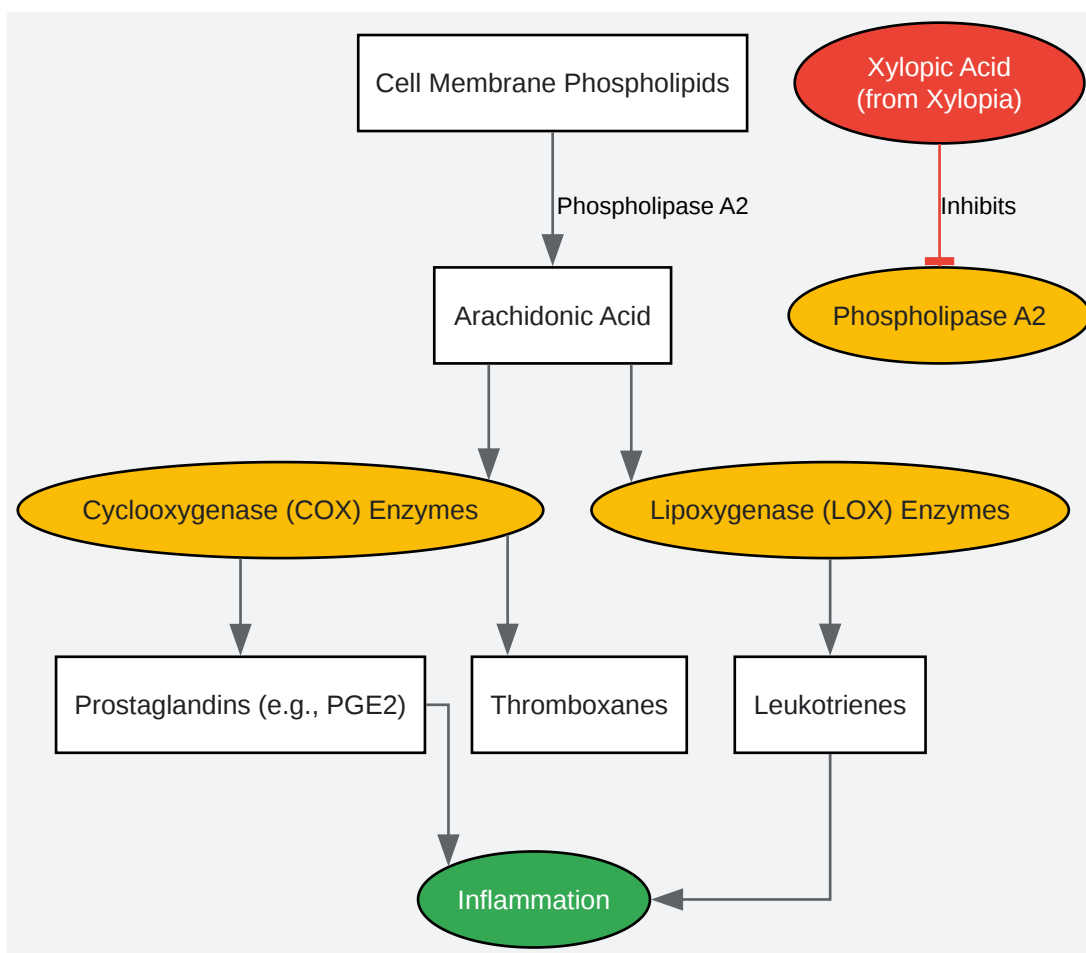 Cell Membrane Phospholipids
Xylopic Acid
(from Xylopia)
Phospholipase A2
Inhibits
Arachidonic Acid
Phospholipase A2
Cyclooxygenase (COX) Enzymes
Lipoxygenase (LOX) Enzymes
Prostaglandins (e.g., PGE2)
Thromboxanes
Leukotrienes
Inflammation